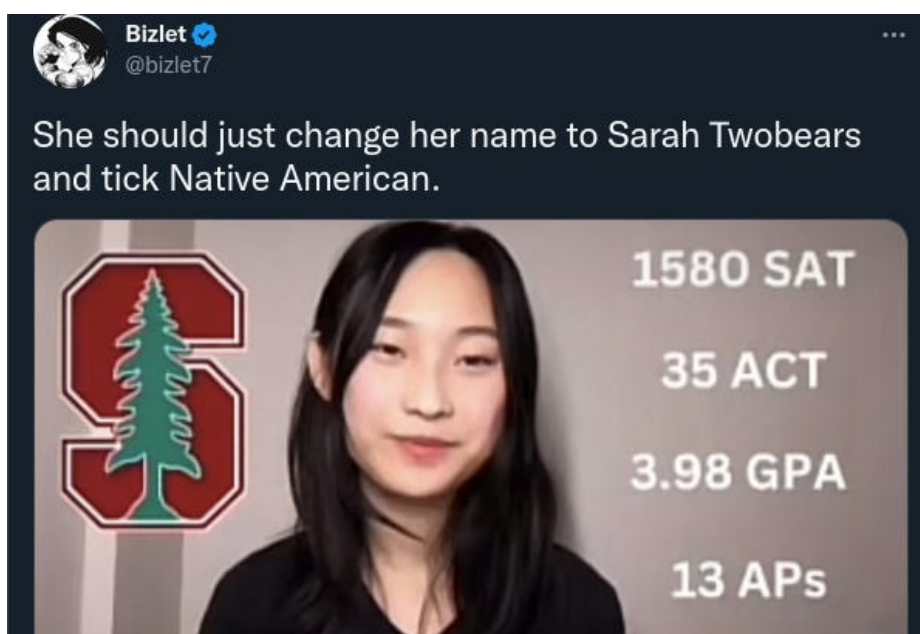 Bizlet
@bizlet7
She should just change her name to Sarah Twobears
and tick Native American.
1580 SAT
35 ACT
3.98 GPA
13 APs